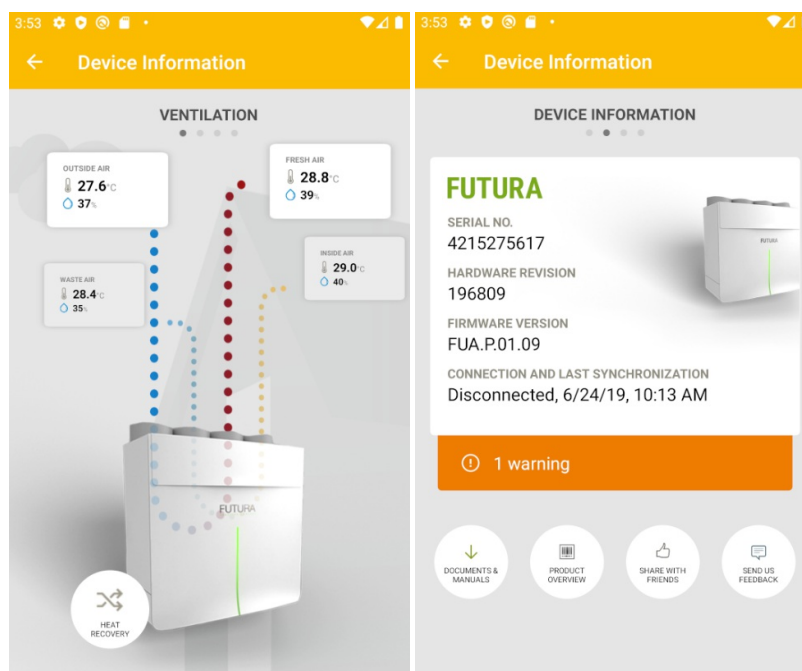 3:53
Device Information
VENTILATION
OUTSIDE AIR
27.6°C
37%
FRESH AIR
28.8°C
39%
WASTE AIR
28.4°C
35%
INSIDE AIR
29.0°C
40%
FUTURA
HEAT
RECOVERY
3:53
Device Information
DEVICE INFORMATION
FUTURA
SERIAL NO.
4215275617
HARDWARE REVISION
196809
FIRMWARE VERSION
FUA.P.01.09
CONNECTION AND LAST SYNCHRONIZATION
Disconnected, 6/24/19, 10:13 AM
FUTURA
1 warning
DOCUMENTS &
MANUALS
PRODUCT
OVERVIEW
SHARE WITH
FRIENDS
SEND US
FEEDBACK